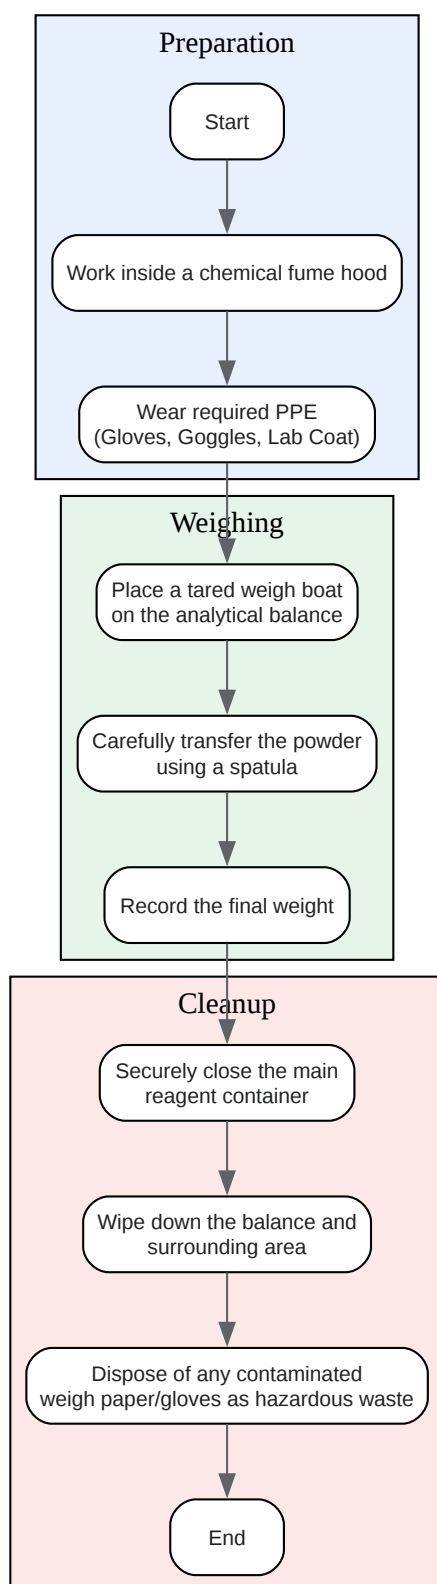 Preparation
Start
Work inside a chemical fume hood
Wear required PPE
(Gloves, Goggles, Lab Coat)
Weighing
Place a tared weigh boat
on the analytical balance
Carefully transfer the powder
using a spatula
Record the final weight
Cleanup
Securely close the main
reagent container
Wipe down the balance and
surrounding area
Dispose of any contaminated
weigh paper/gloves as hazardous waste
End